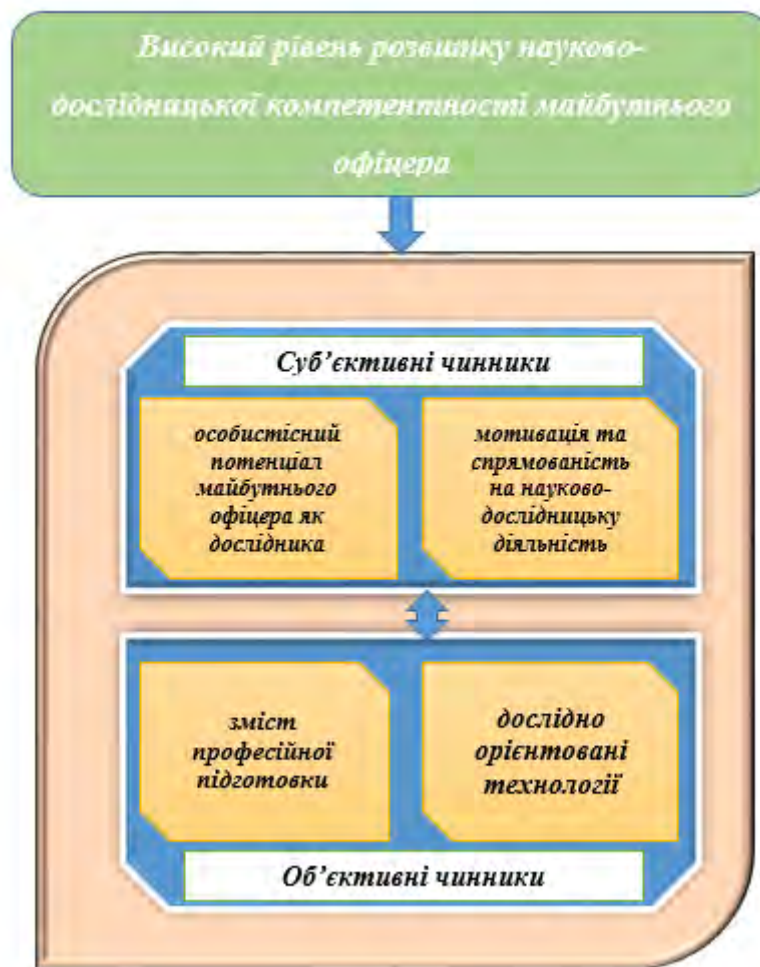 Високий рівень розвитку науково-
дослідницької компетентності майбутнього
офіцера
Суб’єктивні чинники
особистісний
потенціал
майбутнього
офіцера як
дослідника
мотивація та
спрямованість
на науково-
дослідницьку
діяльність
зміст
професійної
підготовки
дослідно
орієнтовані
технології
Об’єктивні чинники